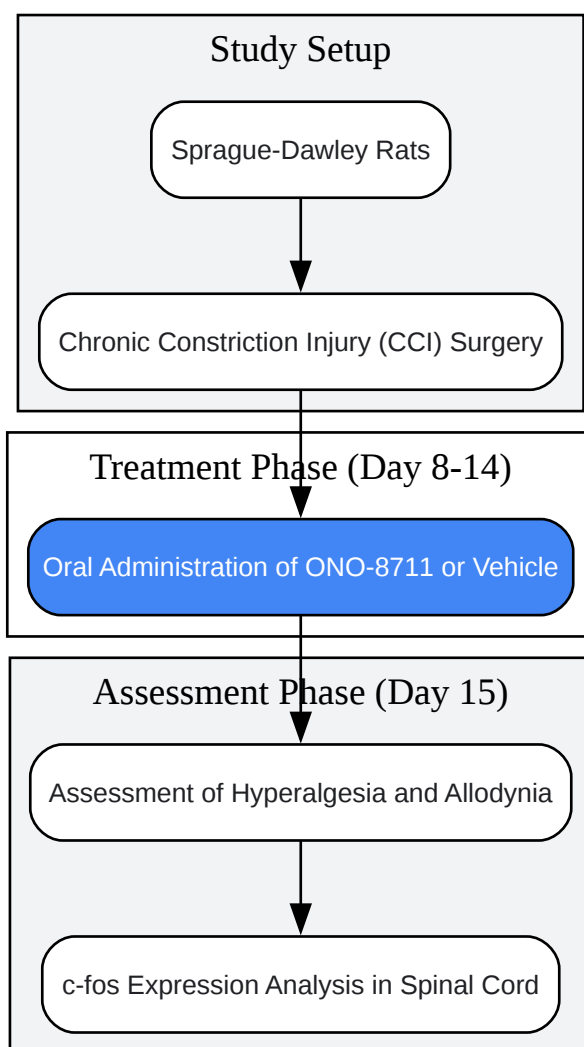 Study Setup
Sprague-Dawley Rats
Chronic Constriction Injury (CCI) Surgery
Treatment Phase (Day 8-14)
Oral Administration of ONO-8711 or Vehicle
Assessment Phase (Day 15)
Assessment of Hyperalgesia and Allodynia
c-fos Expression Analysis in Spinal Cord